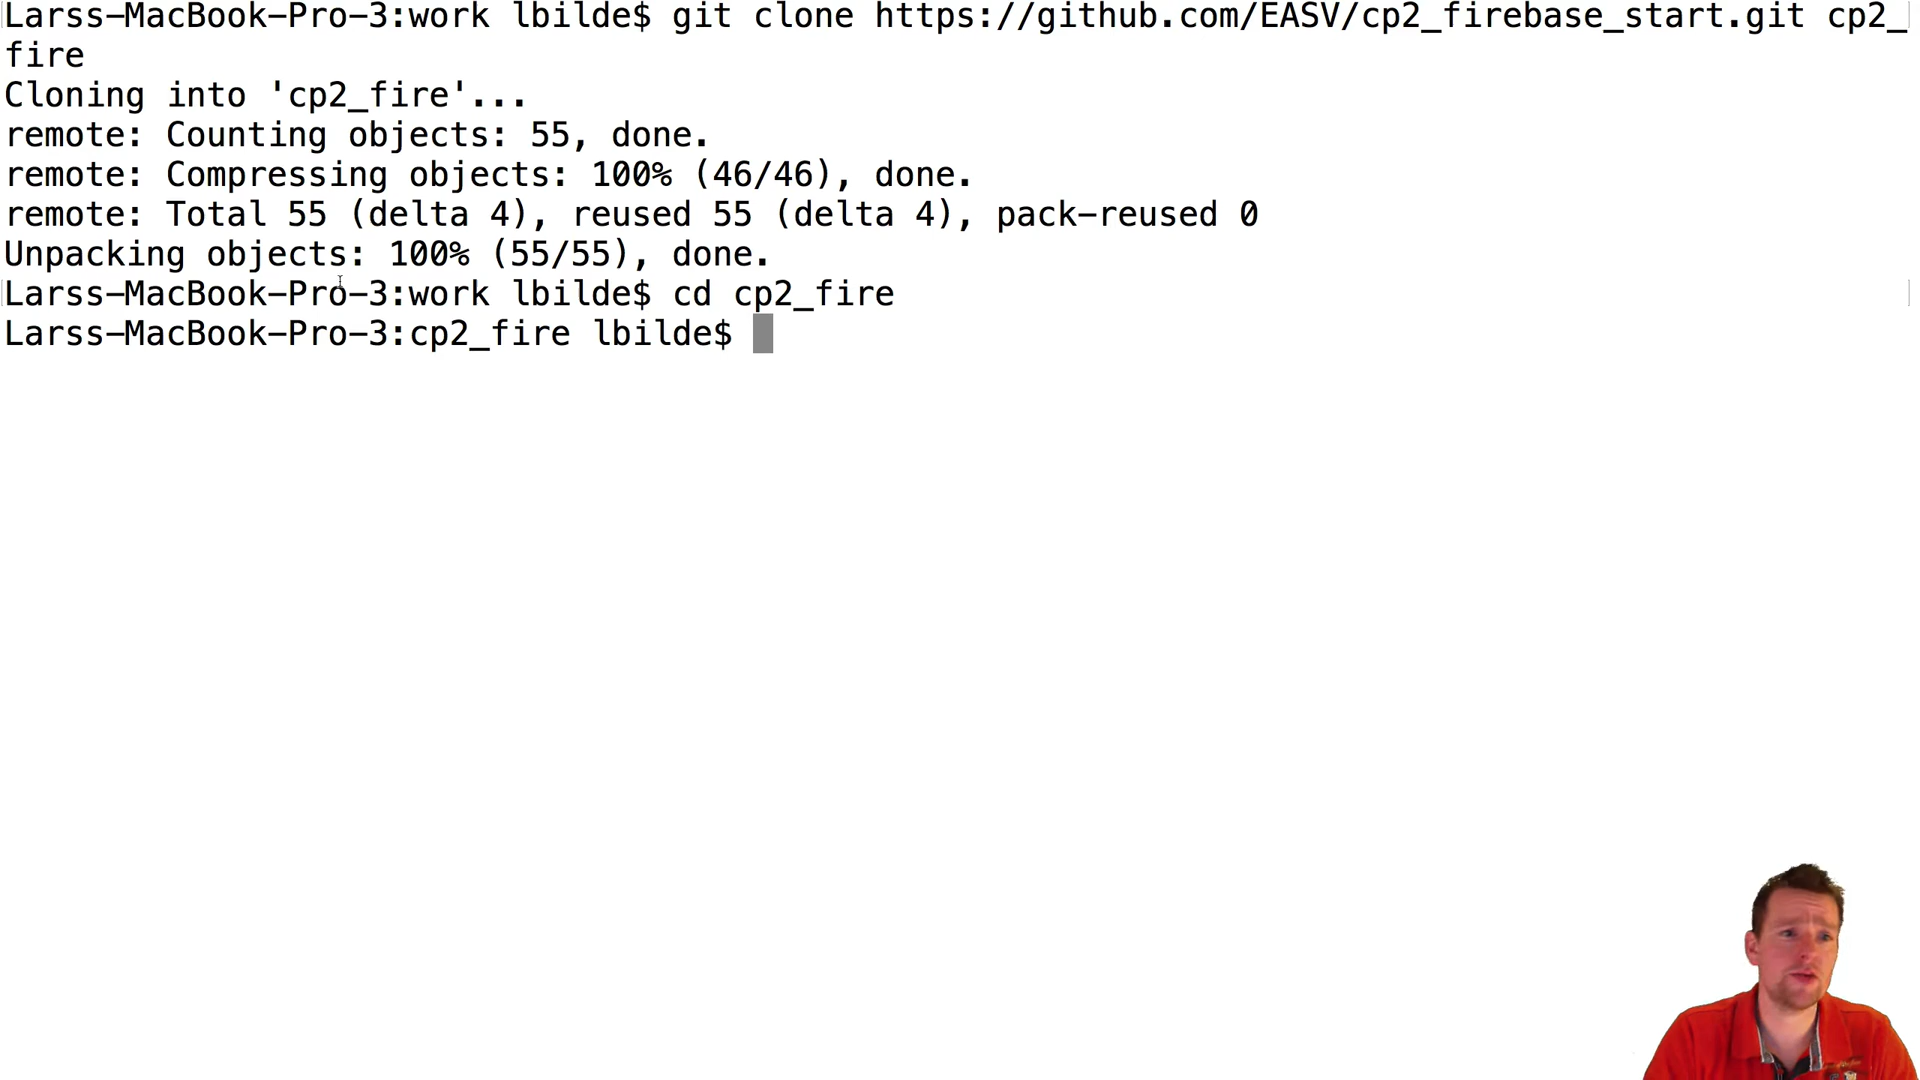 Larss-MacBook-Pro-3:work lbilde$ git clone https://github.com/EASV/cp2_firebase_start.git cp2_
fire
Cloning into 'cp2_fire'...
remote: Counting objects: 55, done.
remote: Compressing objects: 100% (46/46), done.
remote: Total 55 (delta 4), reused 55 (delta 4), pack-reused 0
Unpacking objects: 100% (55/55), done.
Larss-MacBook-Pro-3:work lbilde$ cd cp2_fire
Larss-MacBook-Pro-3:cp2_fire lbilde$